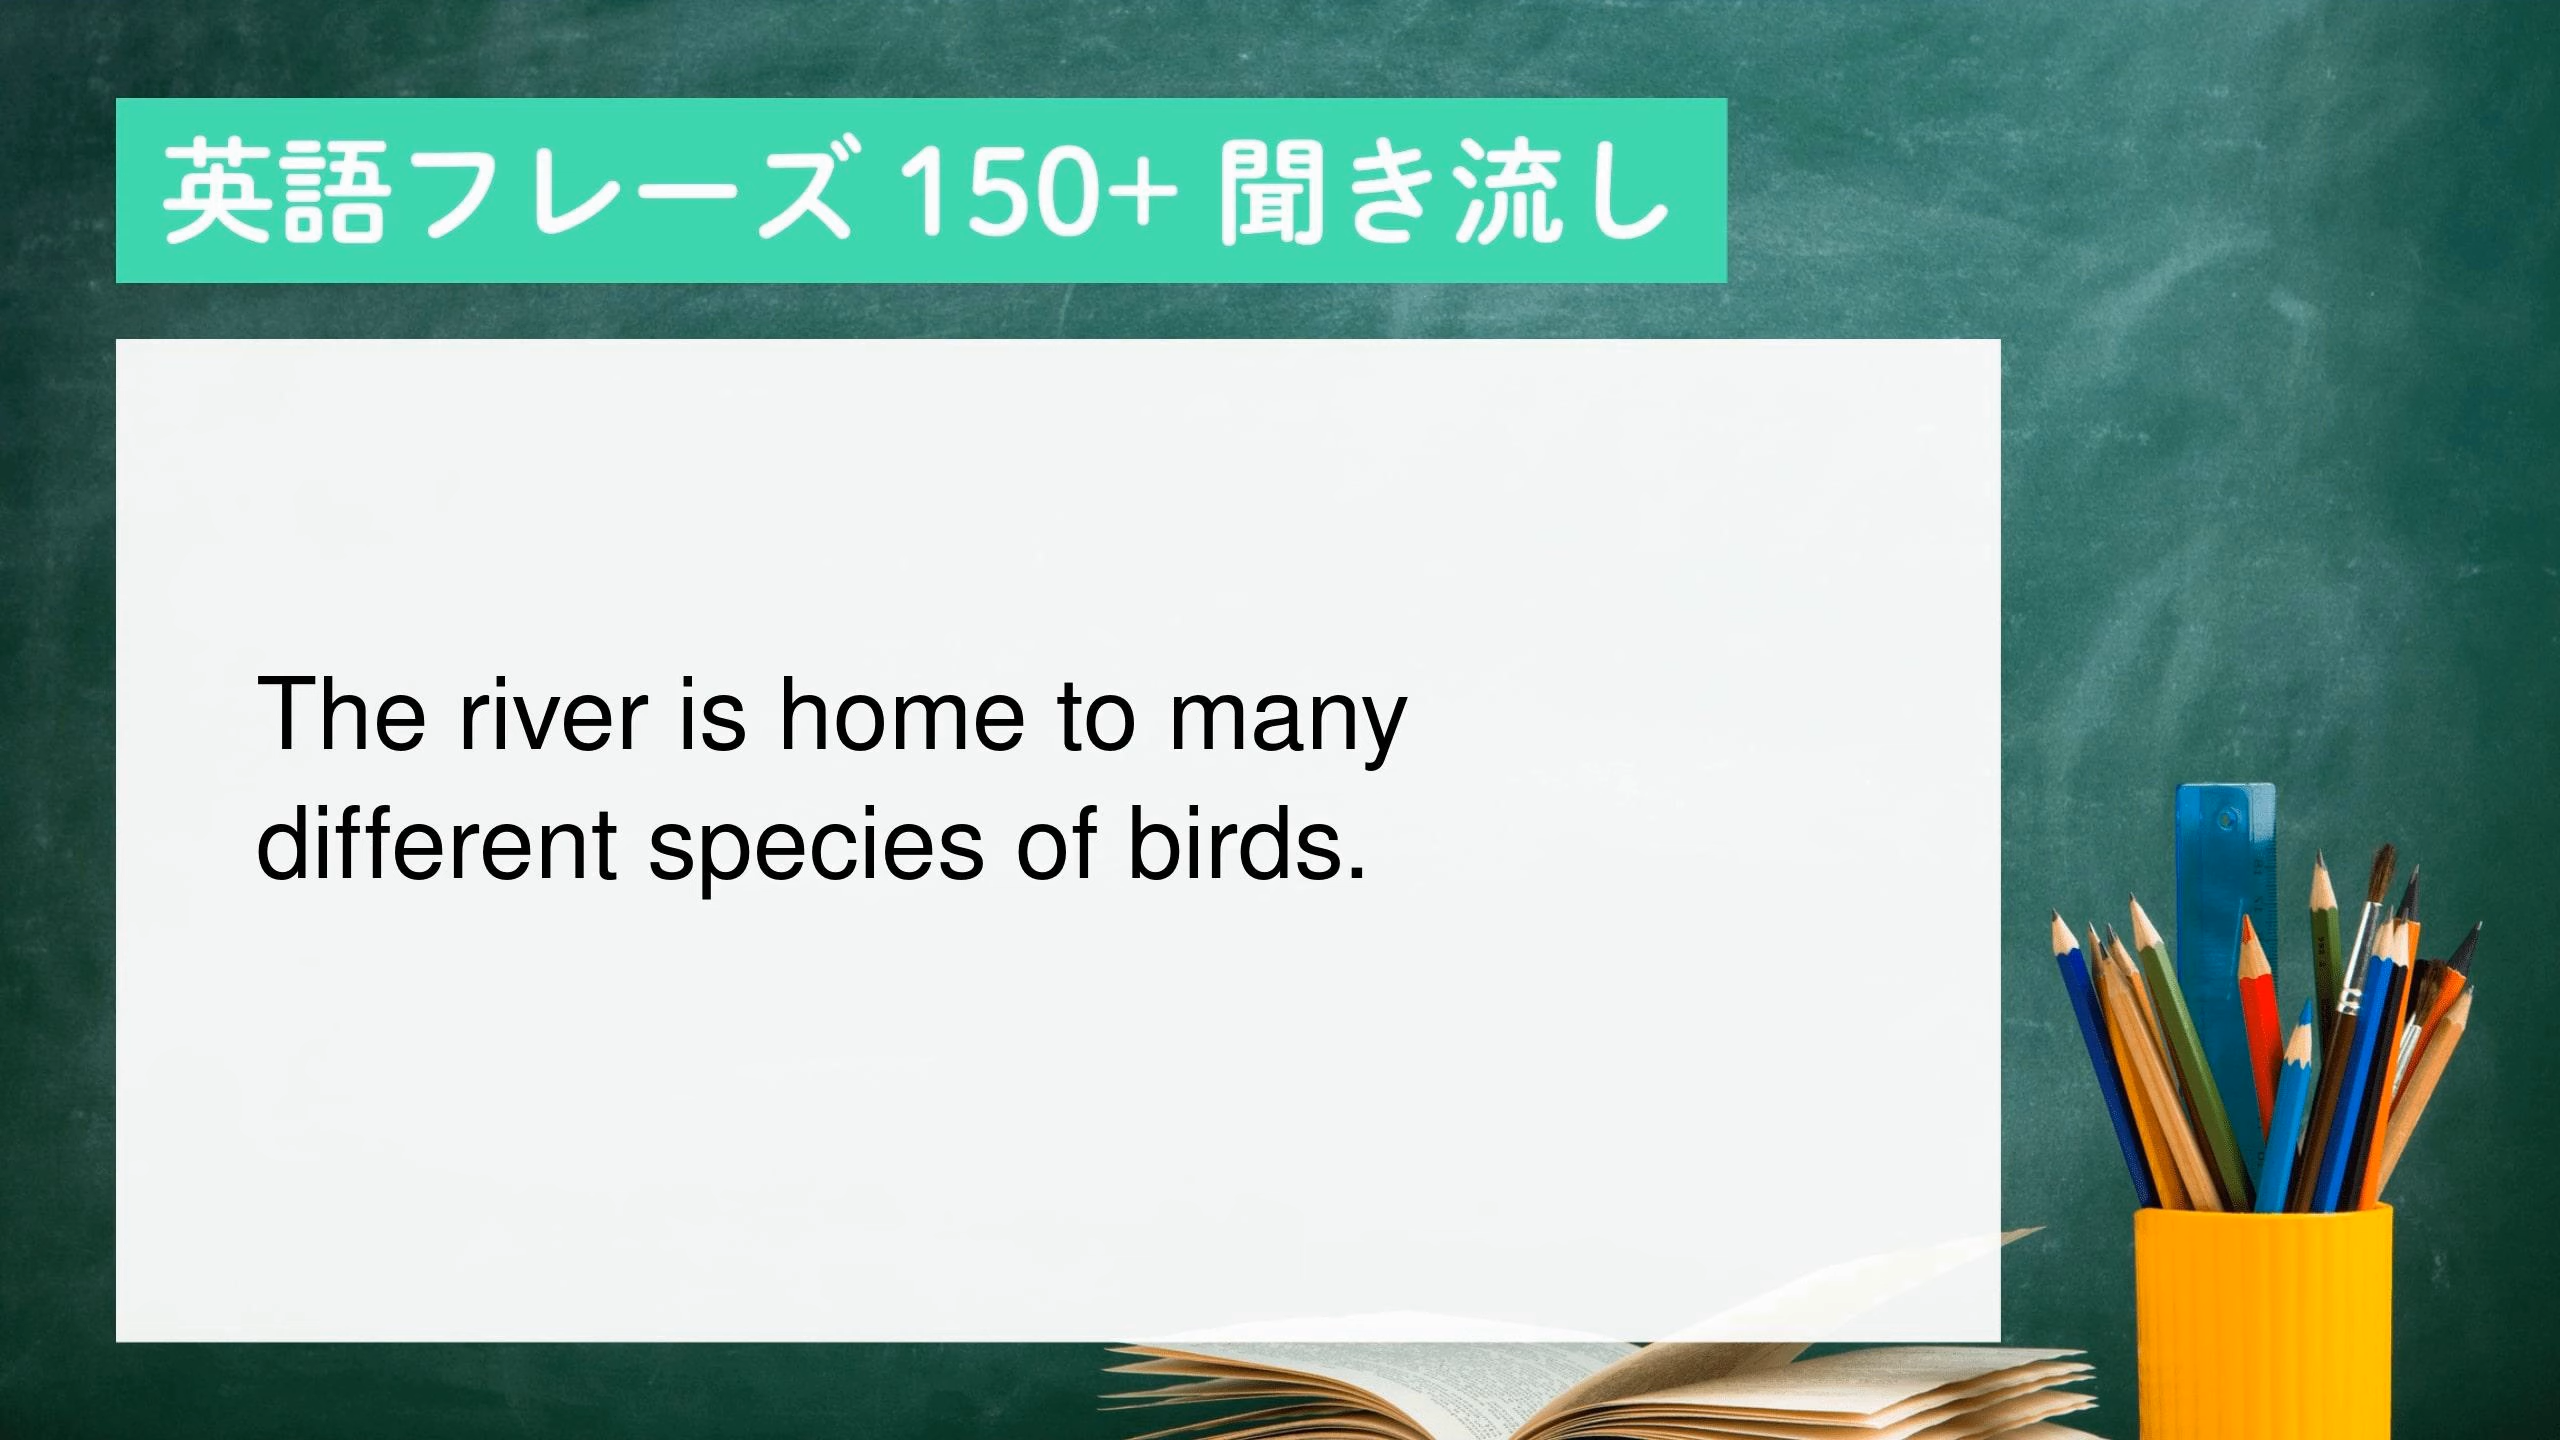 英語フレーズ 150+ 聞き流し
The river is home to many
different species of birds.